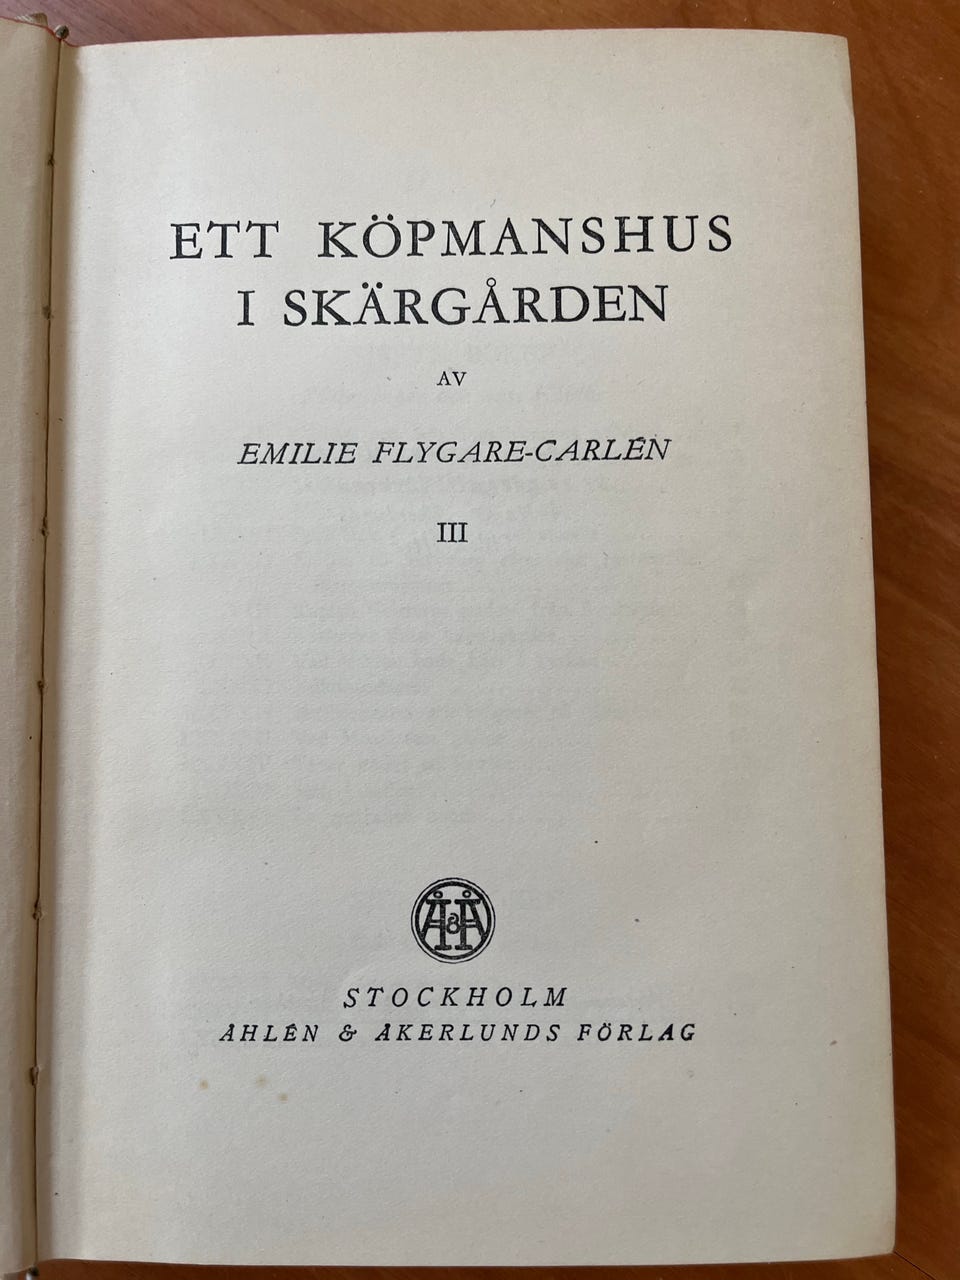 ETT KÖPMANSHUS
I SKÄRGÅRDEN
AV
EMILIE FLYGARE-CARLÉN
III
Å&Å
STOCKHOLM
ÅHLÉN & ÅKERLUNDS FÖRLAG